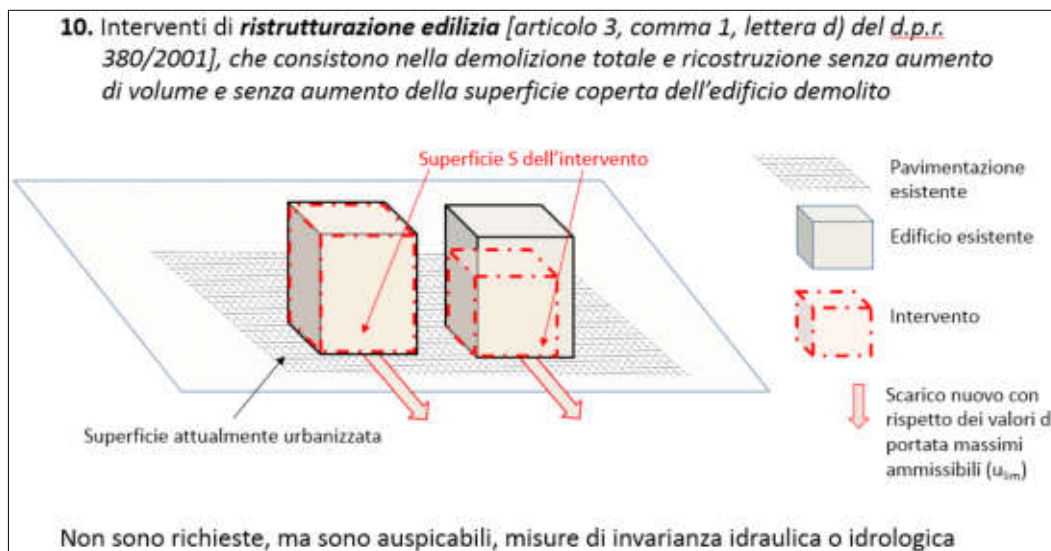 10. Interventi di ristrutturazione edilizia [articolo 3, comma 1, lettera d) del d.p.r.
380/2001], che consistono nella demolizione totale e ricostruzione senza aumento
di volume e senza aumento della superficie coperta dell'edificio demolito
Superficie S dell'intervento
Pavimentazione
esistente
Edificio esistente
Intervento
Scarico nuovo con
rispetto dei valori d
portata massimi
ammissibili (ulim)
Superficie attualmente urbanizzata
Non sono richieste, ma sono auspicabili, misure di invarianza idraulica o idrologica